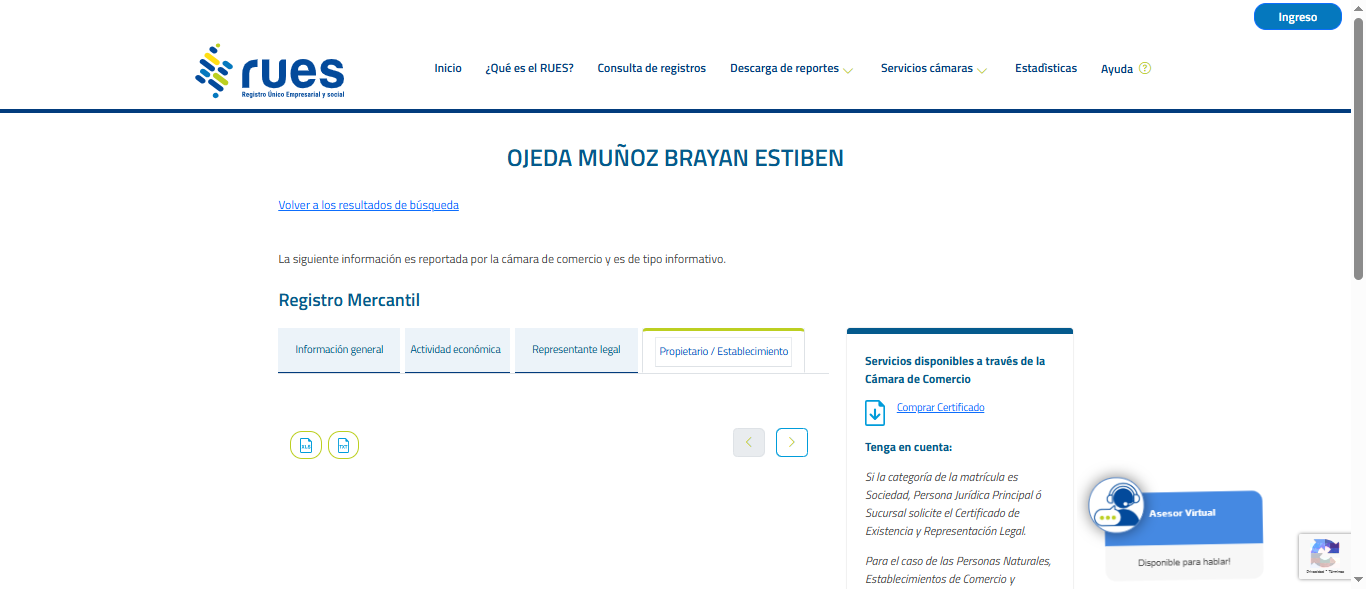 Ingreso
rues
Registro Único Empresarial y social
Inicio
¿Qué es el RUES?
Consulta de registros
Descarga de reportes
Servicios cámaras
Estadìsticas
Ayuda ?
OJEDA MUÑOZ BRAYAN ESTIBEN
Volver a los resultados de búsqueda
La siguiente información es reportada por la cámara de comercio y es de tipo informativo.
Registro Mercantil
Información general
Actividad económica
Representante legal
Propietario / Establecimiento
XLS
TXT
Servicios disponibles a través de la
Cámara de Comercio
Comprar Certificado
Tenga en cuenta:
Si la categoría de la matrícula es
Sociedad, Persona Jurídica Principal ó
Sucursal solicite el Certificado de
Existencia y Representación Legal.
Para el caso de las Personas Naturales,
Establecimientos de Comercio y
Asesor Virtual
Disponible para hablar!
Privacidad - Términos